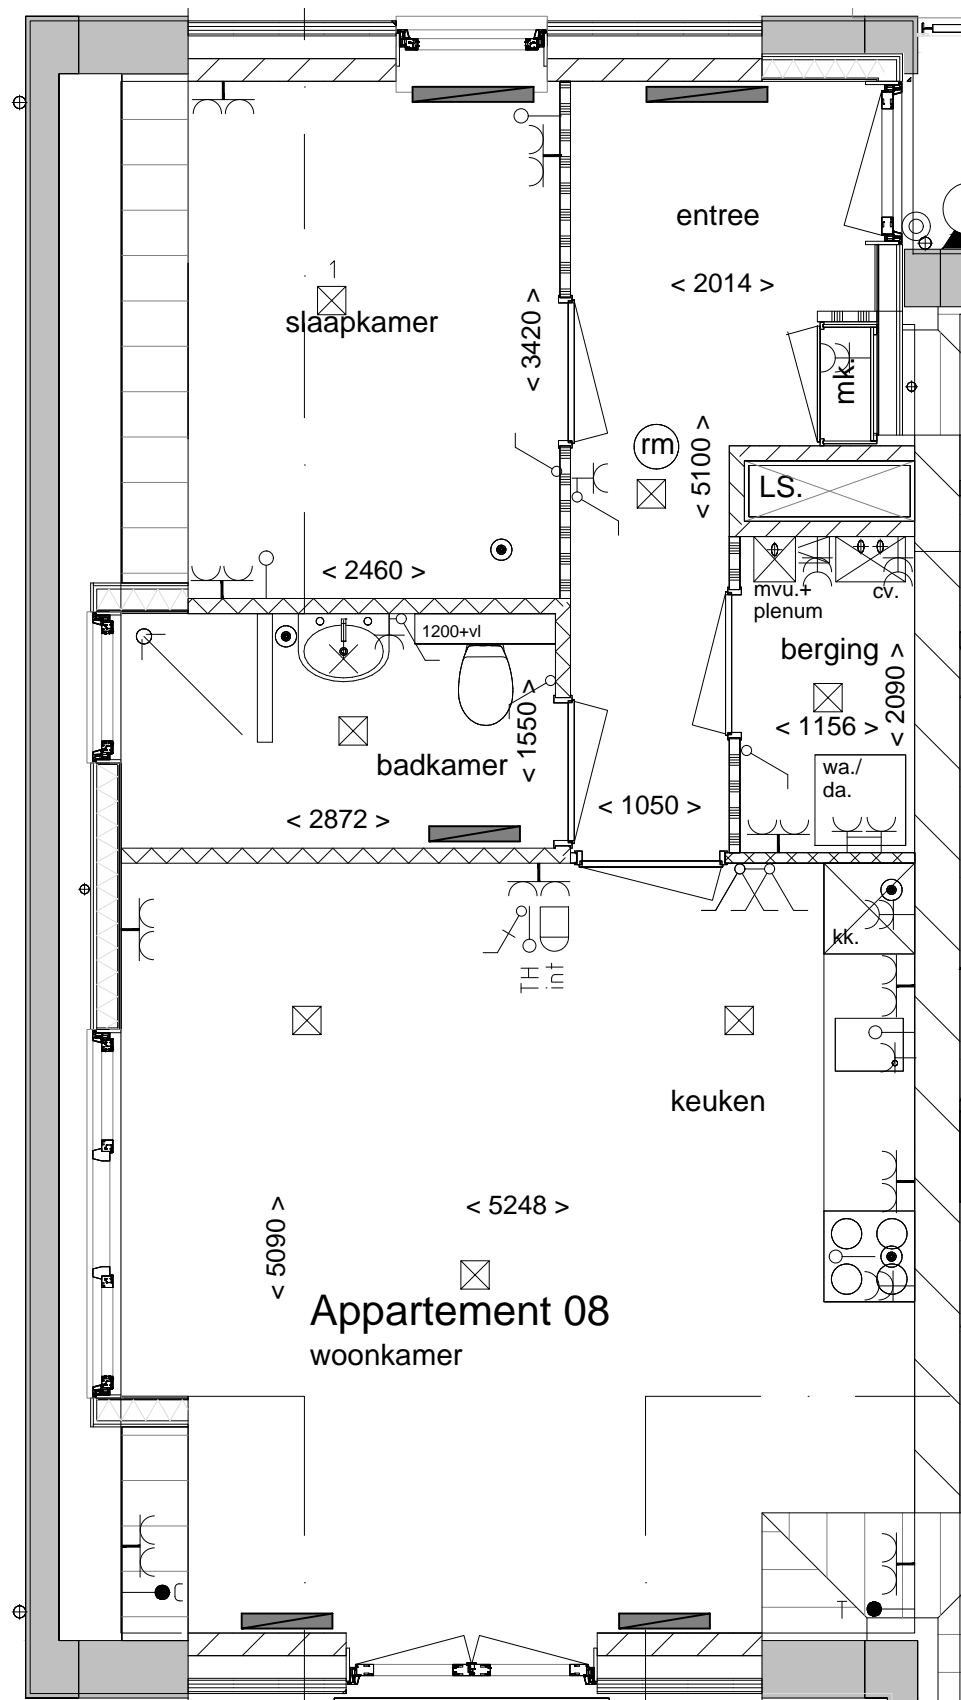 entree
< 2014 >
1
slaapkamer
< 3420 >
mk.
rm
< 5100 >
LS.
< 2460 >
mvu.+
plenum
cv.
1200+vl
berging
< 2090 >
< 1550 >
< 1156 >
badkamer
wa./
da.
< 2872 >
< 1050 >
kk.
TH
int
keuken
< 5090 >
< 5248 >
Appartement 08
woonkamer
T